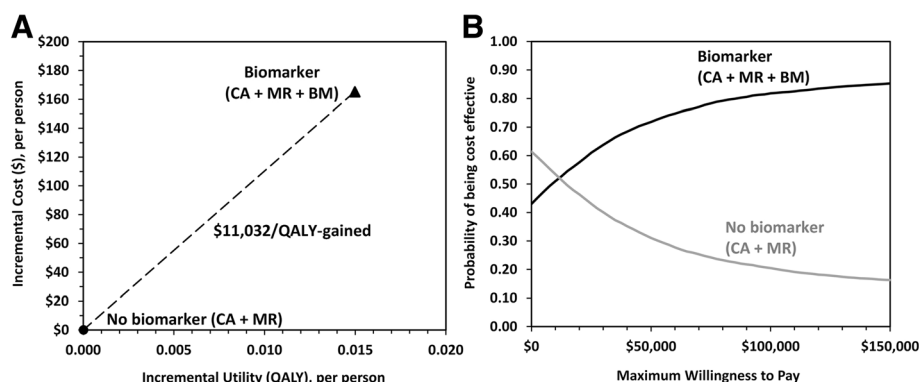 A
$200
$180
$160
$140
$120
$100
$80
$60
$40
$20
$0
Incremental Cost ($), per person
Biomarker
(CA + MR + BM)
$11,032/QALY-gained
No biomarker (CA + MR)
0.000 0.005 0.010 0.015 0.020
Incremental Utility (QALY), per person
B
1.00
0.90
0.80
0.70
0.60
0.50
0.40
0.30
0.20
0.10
0.00
Probability of being cost effective
Biomarker
(CA + MR + BM)
No biomarker
(CA + MR)
$0 $50,000 $100,000 $150,000
Maximum Willingness to Pay